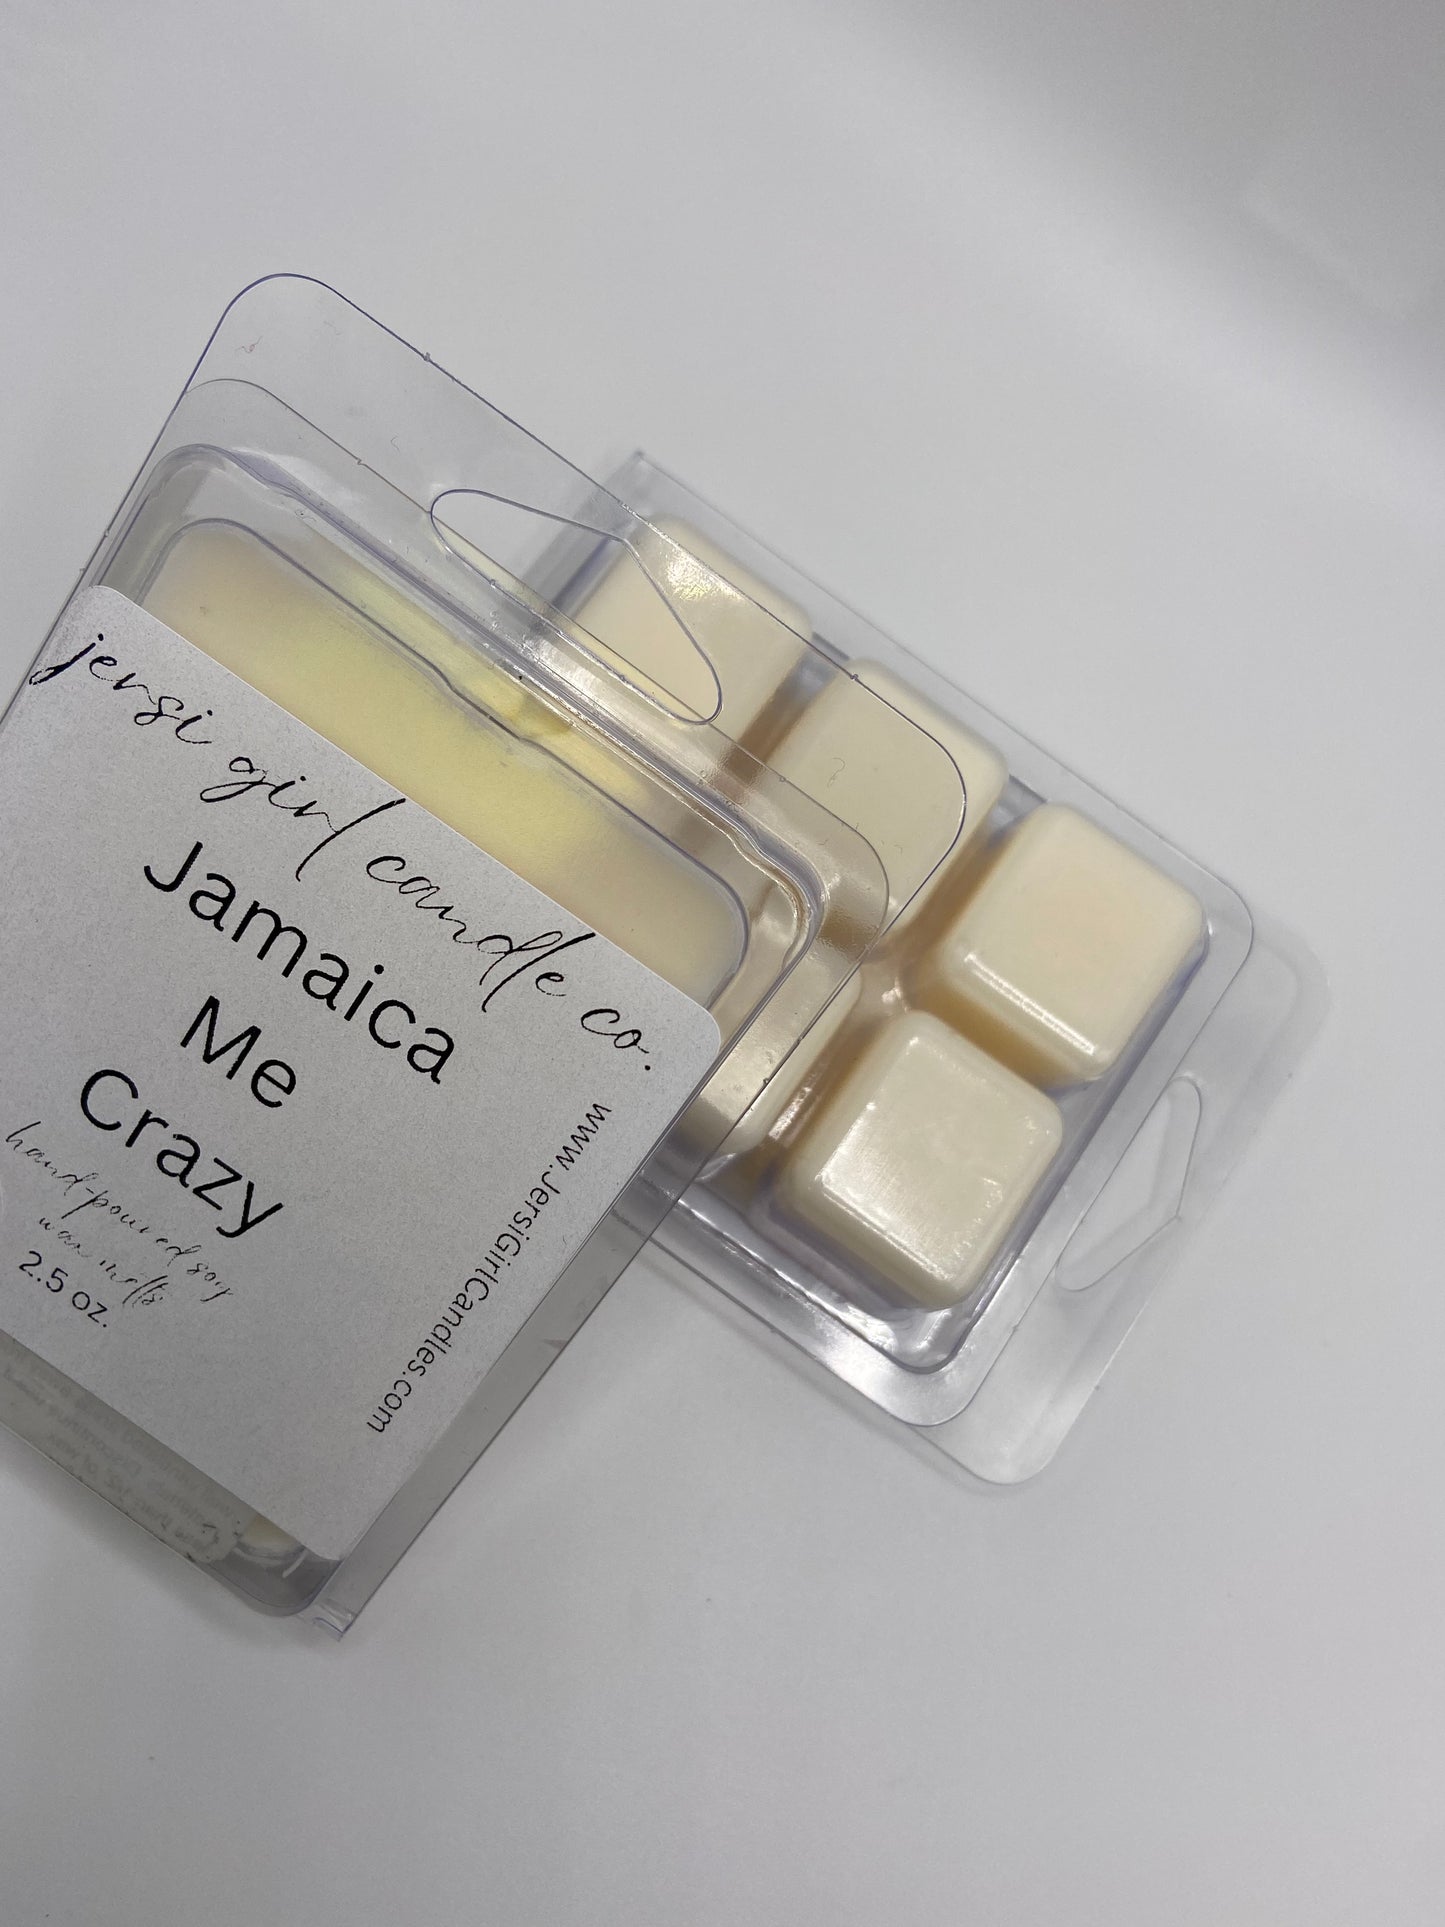 jersi girl candle co.
Jamaica
Me
Crazy
hand-poured soy
wax melts
2.5 oz.
www.JersiGirlCandles.com